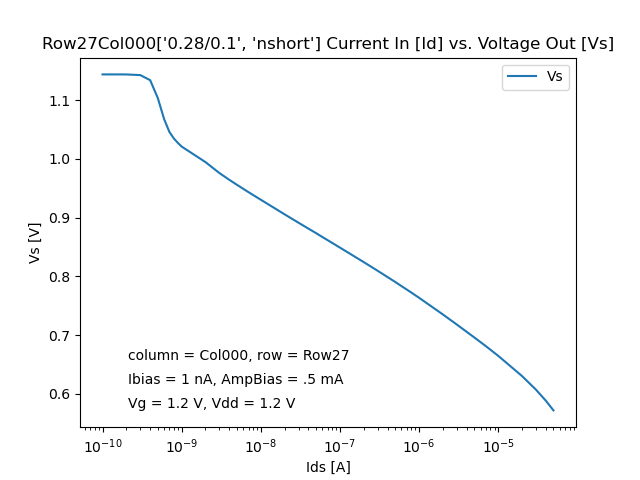 Row27Col000['0.28/0.1', 'nshort'] Current In [Id] vs. Voltage Out [Vs]
Vs
1.1
1.0
0.9
0.8
0.7
0.6
Vs [V]
column = Col000, row = Row27
Ibias = 1 nA, AmpBias = .5 mA
Vg = 1.2 V, Vdd = 1.2 V
10⁻¹⁰ 10⁻⁹ 10⁻⁸ 10⁻⁷ 10⁻⁶ 10⁻⁵
Ids [A]